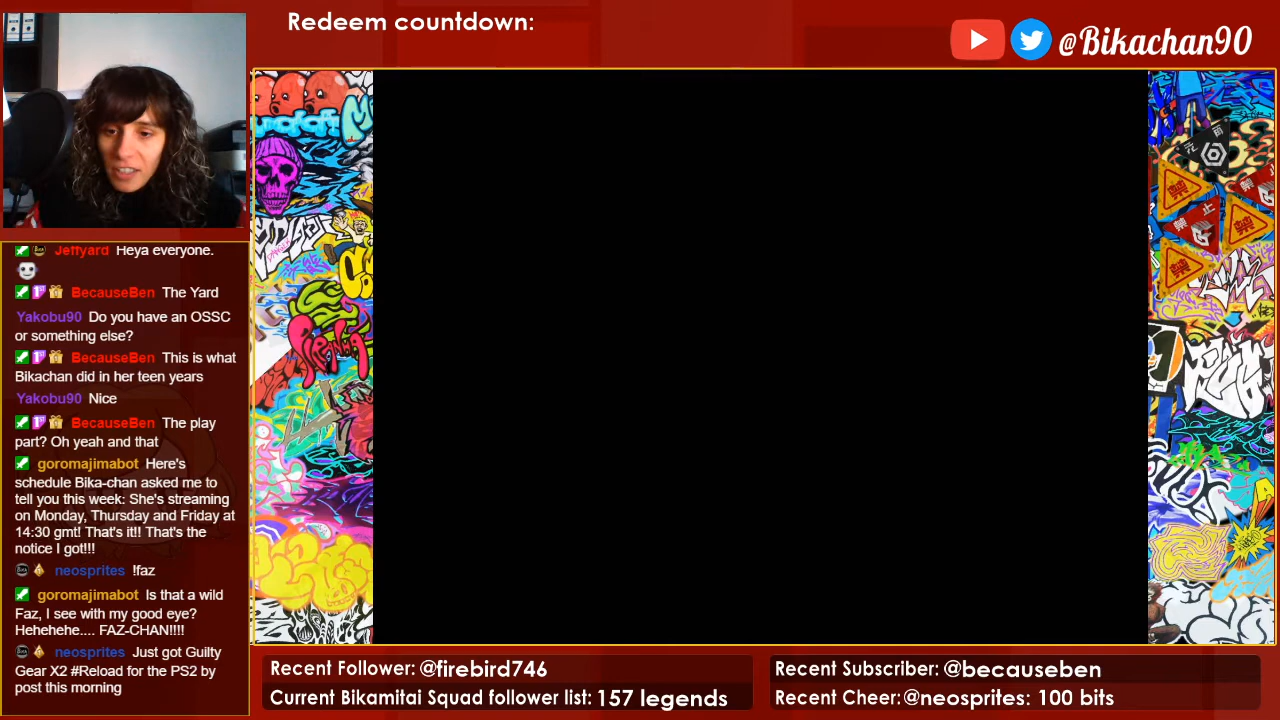 Redeem countdown:
@Bikachan90
Jeffyard Heya everyone.
BecauseBen The Yard
Yakobu90 Do you have an OSSC
or something else?
BecauseBen This is what
Bikachan did in her teen years
Yakobu90 Nice
BecauseBen The play
part? Oh yeah and that
goromajimabot Here's
schedule Bika-chan asked me to
tell you this week: She's streaming
on Monday, Thursday and Friday at
14:30 gmt! That's it!! That's the
notice I got!!!
neosprites !faz
goromajimabot Is that a wild
Faz, I see with my good eye?
Hehehehe.... FAZ-CHAN!!!!
neosprites Just got Guilty
Gear X2 #Reload for the PS2 by
post this morning
Recent Follower: @firebird746
Current Bikamitai Squad follower list: 157 legends
Recent Subscriber: @becauseben
Recent Cheer: @neosprites: 100 bits